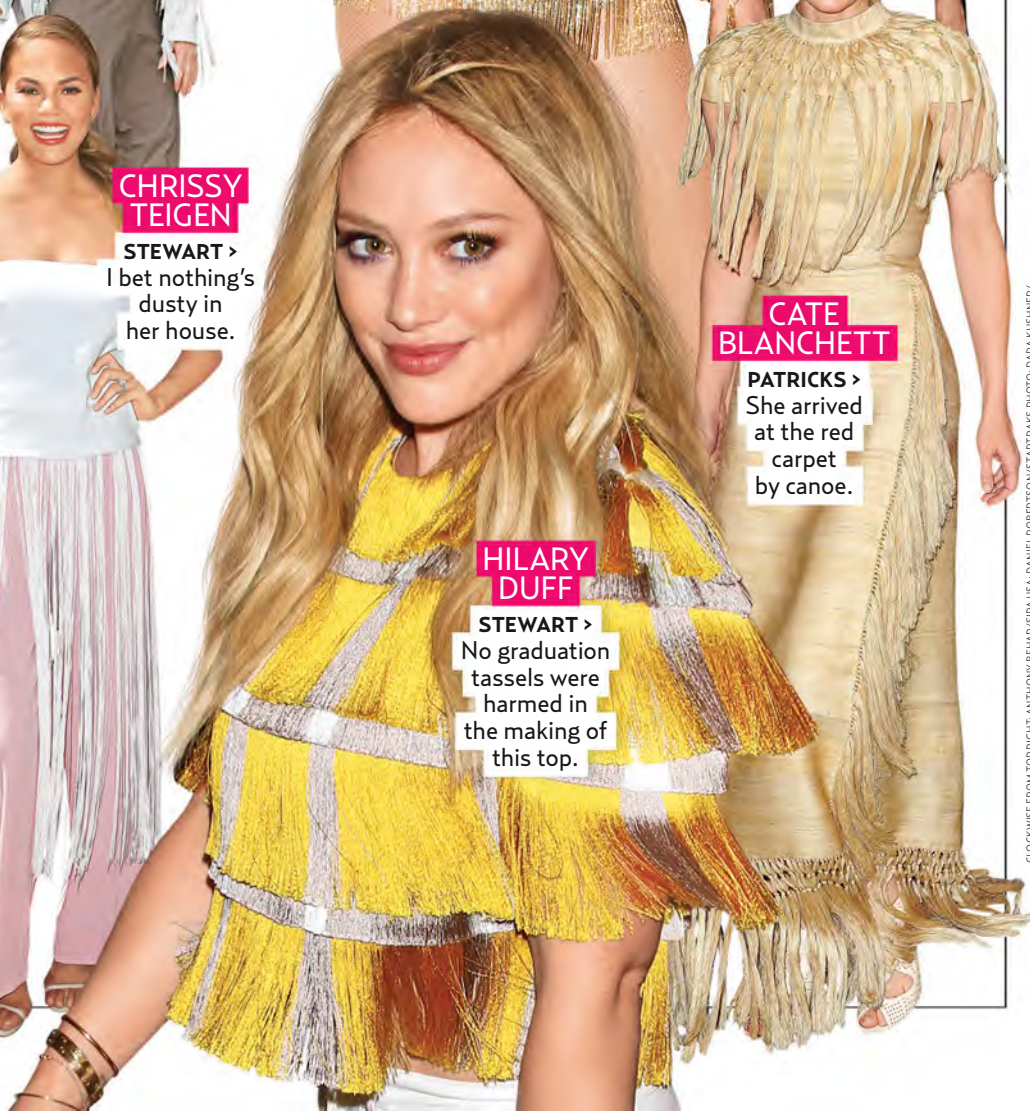 CHRISSY
TEIGEN
STEWART >
I bet nothing’s
dusty in
her house.
CATE
BLANCHETT
PATRICKS >
She arrived
at the red
carpet
by canoe.
HILARY
DUFF
STEWART >
No graduation
tassels were
harmed in
the making of
this top.